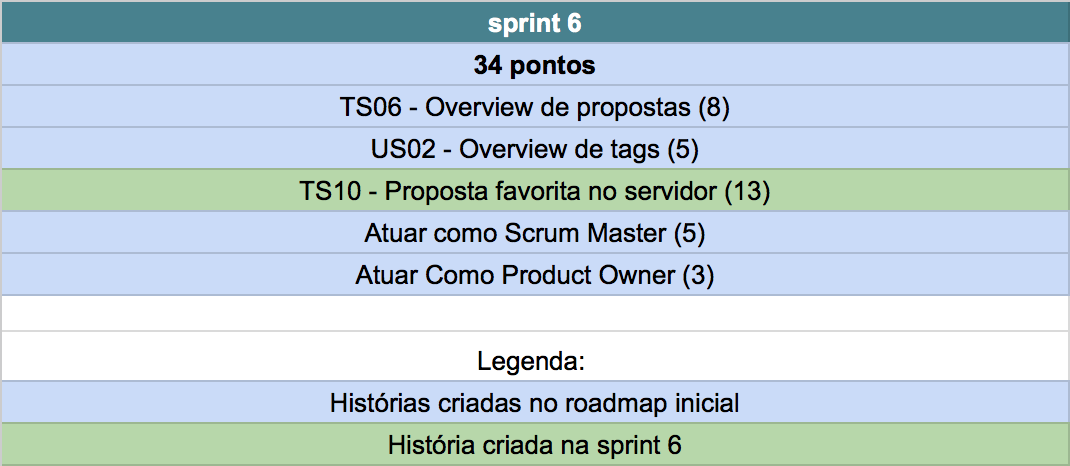 sprint 6
34 pontos
TS06 - Overview de propostas (8)
US02 - Overview de tags (5)
TS10 - Proposta favorita no servidor (13)
Atuar como Scrum Master (5)
Atuar Como Product Owner (3)
Legenda:
Histórias criadas no roadmap inicial
História criada na sprint 6